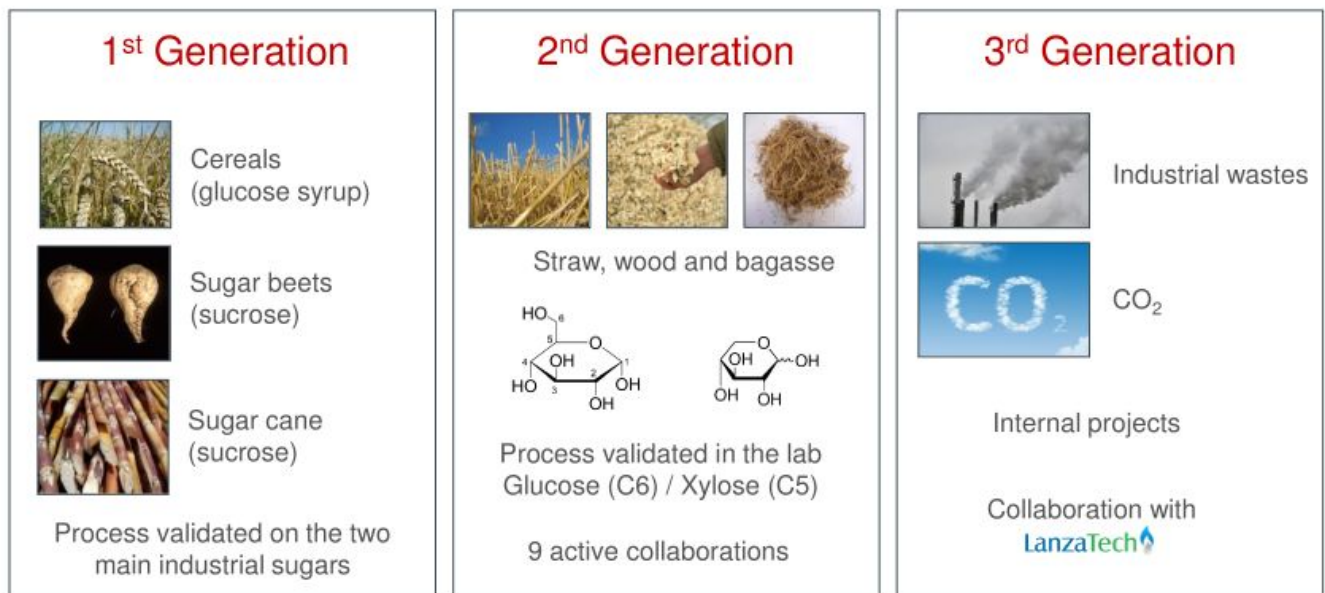 1st Generation
Cereals
(glucose syrup)
Sugar beets
(sucrose)
Sugar cane
(sucrose)
Process validated on the two
main industrial sugars
2nd Generation
Straw, wood and bagasse
HO 6
5 O
4 OH 1
HO 3 2 OH
OH
O
OH OH
OH OH
Process validated in the lab
Glucose (C6) / Xylose (C5)
9 active collaborations
3rd Generation
Industrial wastes
CO2
CO2
Internal projects
Collaboration with
LanzaTech